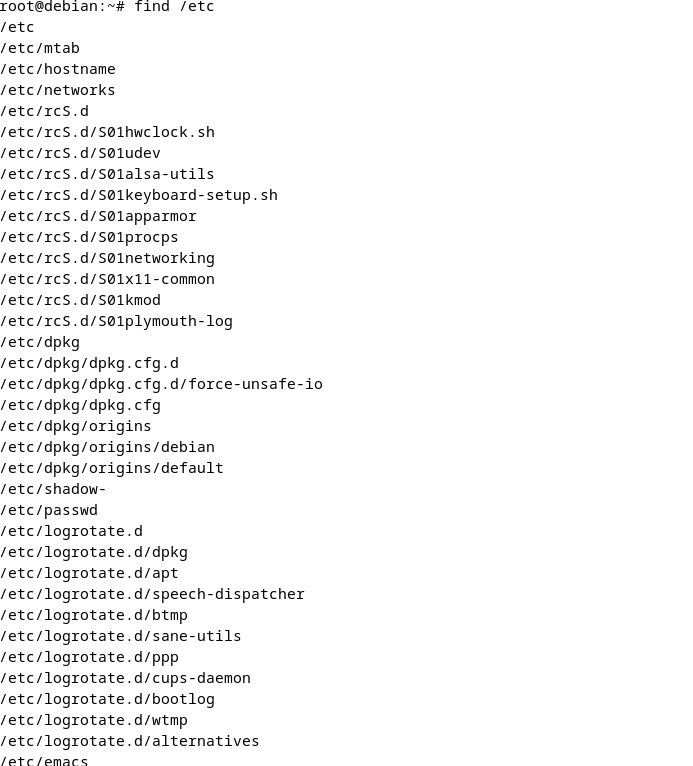 root@debian:~# find /etc
/etc
/etc/mtab
/etc/hostname
/etc/networks
/etc/rcS.d
/etc/rcS.d/S01hwclock.sh
/etc/rcS.d/S01udev
/etc/rcS.d/S01alsa-utils
/etc/rcS.d/S01keyboard-setup.sh
/etc/rcS.d/S01apparmor
/etc/rcS.d/S01procps
/etc/rcS.d/S01networking
/etc/rcS.d/S01x11-common
/etc/rcS.d/S01kmod
/etc/rcS.d/S01plymouth-log
/etc/dpkg
/etc/dpkg/dpkg.cfg.d
/etc/dpkg/dpkg.cfg.d/force-unsafe-io
/etc/dpkg/dpkg.cfg
/etc/dpkg/origins
/etc/dpkg/origins/debian
/etc/dpkg/origins/default
/etc/shadow-
/etc/passwd
/etc/logrotate.d
/etc/logrotate.d/dpkg
/etc/logrotate.d/apt
/etc/logrotate.d/speech-dispatcher
/etc/logrotate.d/btmp
/etc/logrotate.d/sane-utils
/etc/logrotate.d/ppp
/etc/logrotate.d/cups-daemon
/etc/logrotate.d/bootlog
/etc/logrotate.d/wtmp
/etc/logrotate.d/alternatives
/etc/emacs